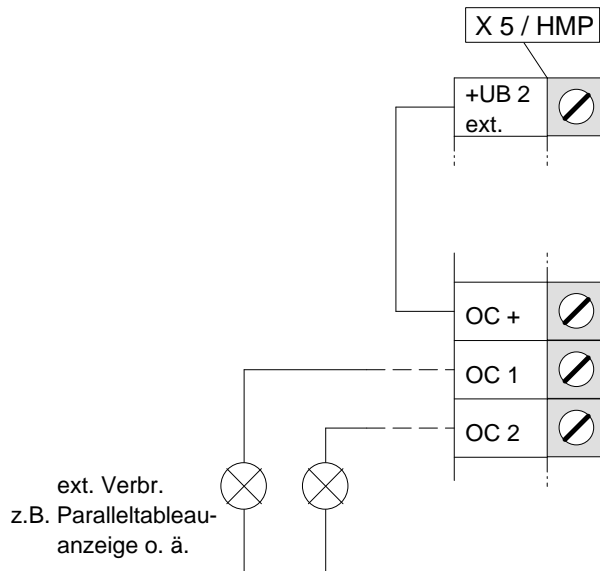 X 5 / HMP
+UB 2
ext.
OC +
OC 1
OC 2
ext. Verbr.
z.B. Paralleltableau-
anzeige o. ä.